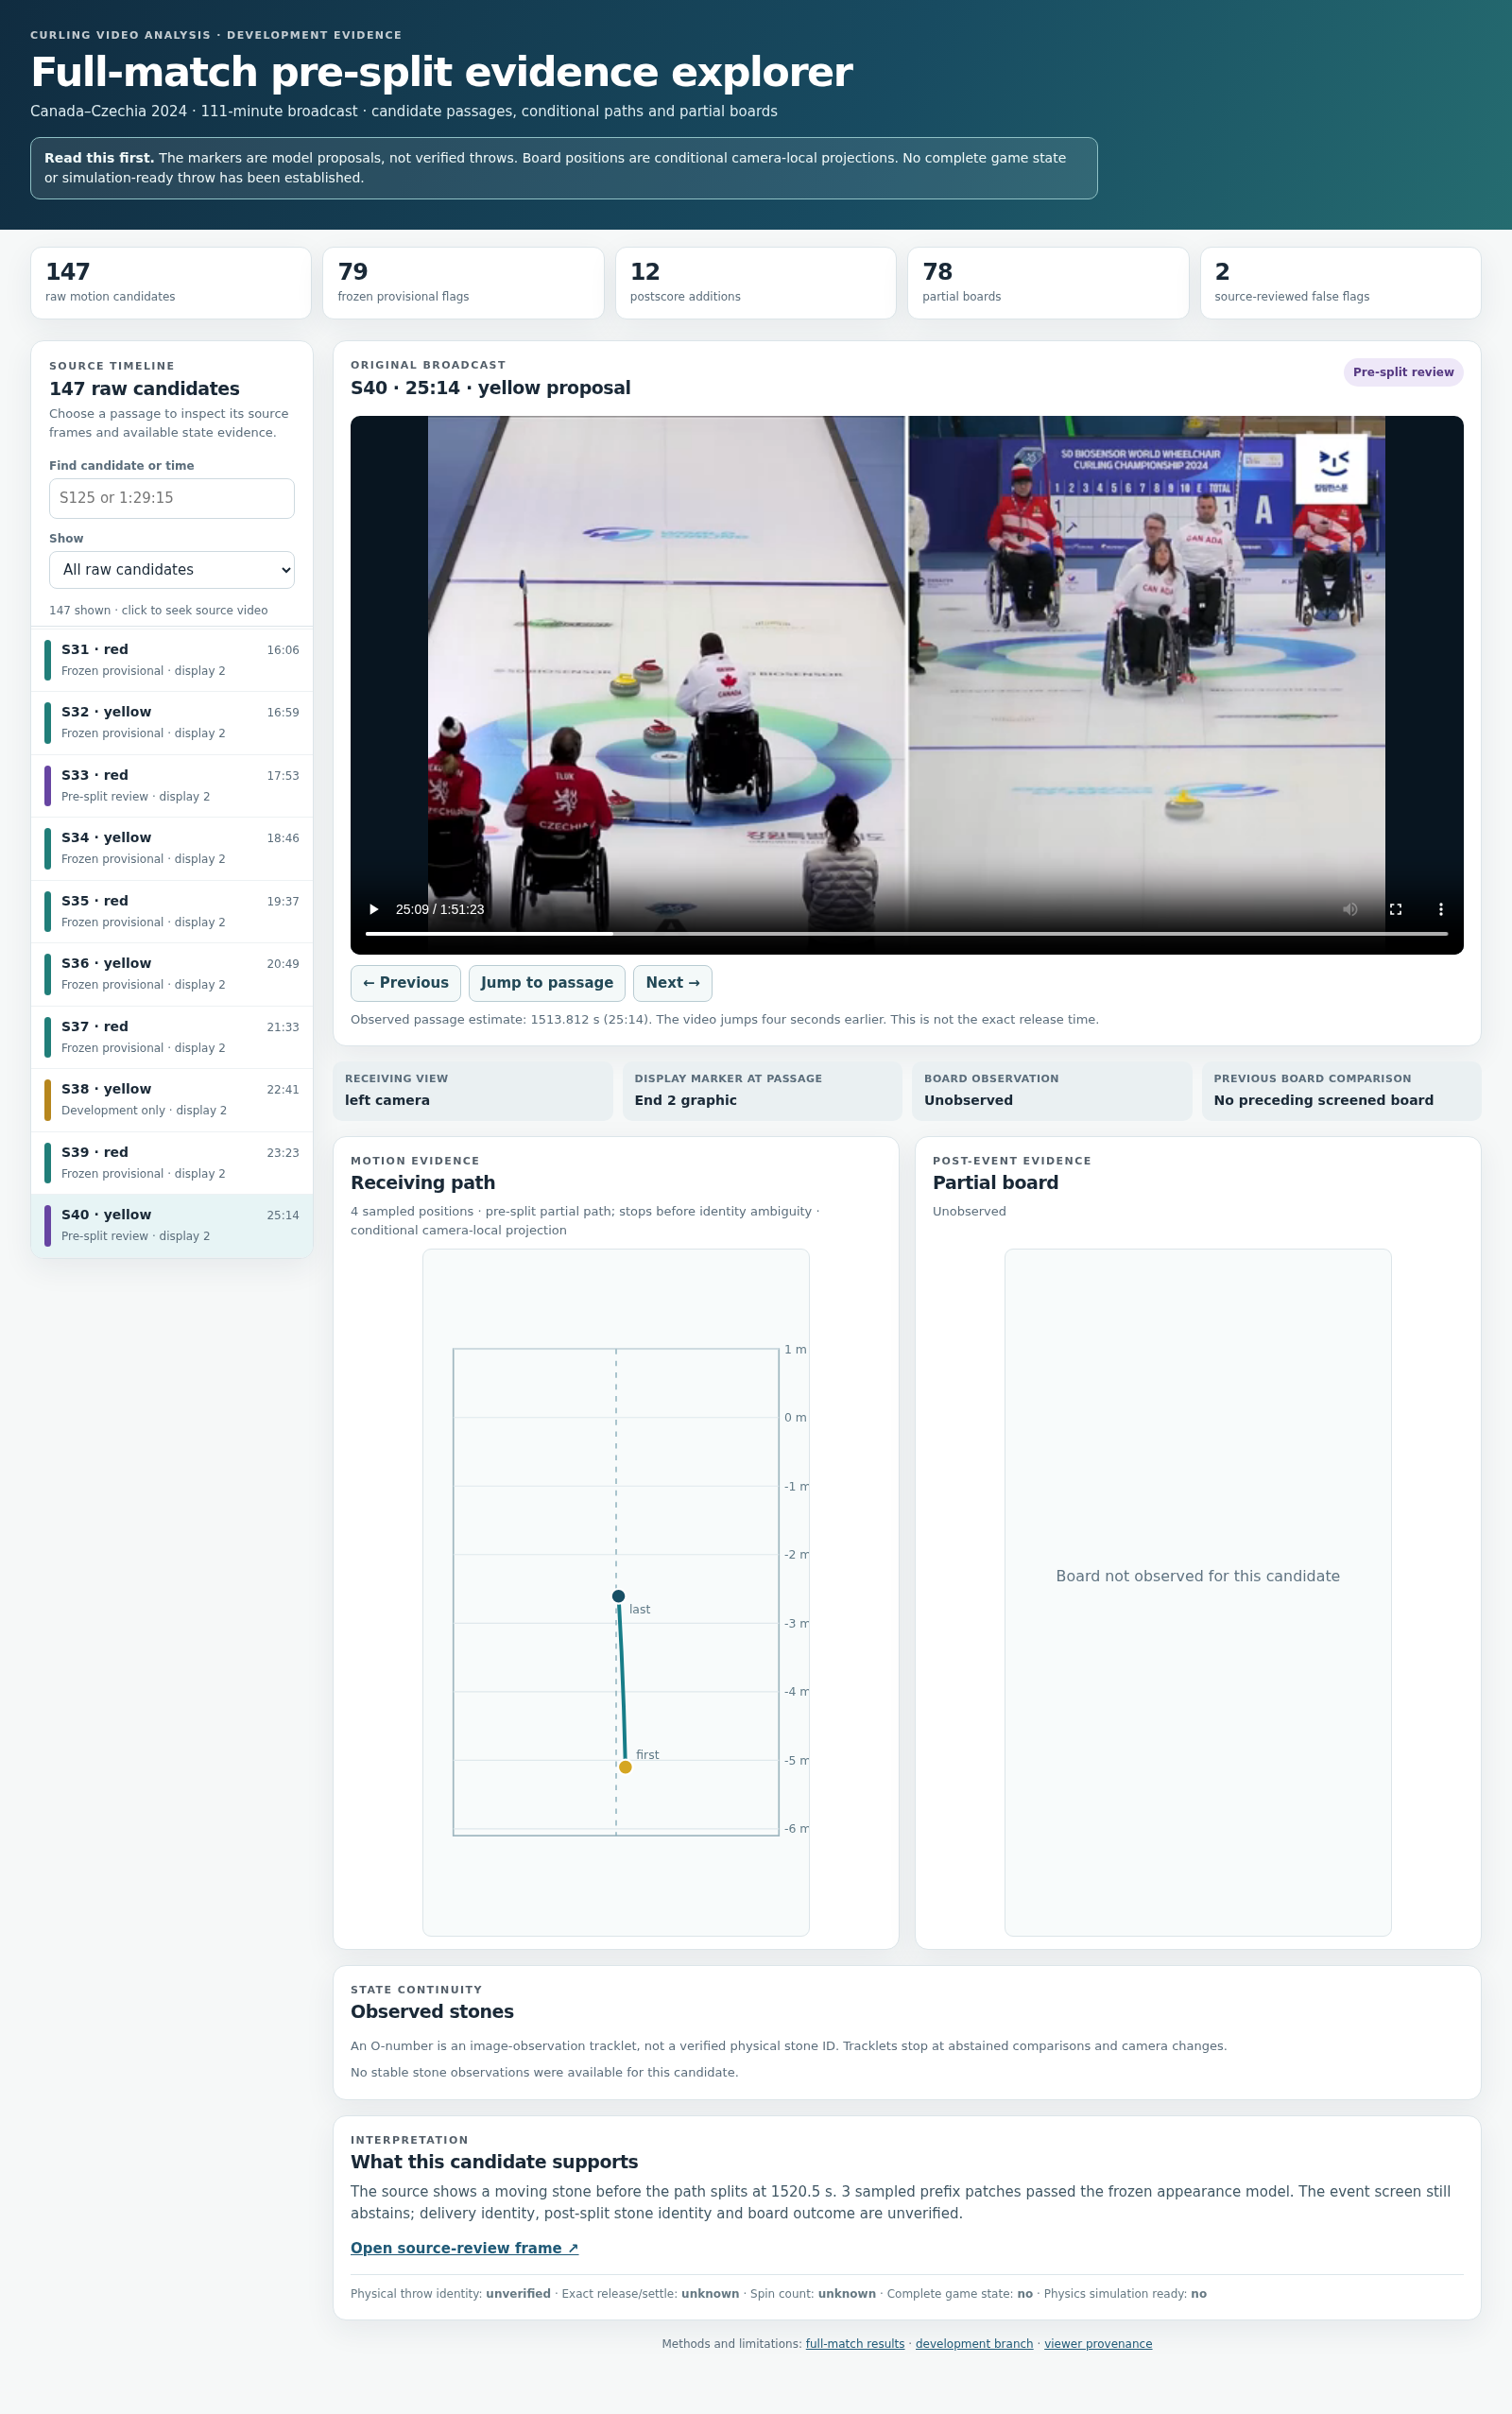 CURLING VIDEO ANALYSIS · DEVELOPMENT EVIDENCE
Full-match pre-split evidence explorer
Canada–Czechia 2024 · 111-minute broadcast · candidate passages, conditional paths and partial boards
Read this first. The markers are model proposals, not verified throws. Board positions are conditional camera-local projections. No complete game state
or simulation-ready throw has been established.
147
raw motion candidates
79
frozen provisional flags
12
postscore additions
78
partial boards
2
source-reviewed false flags
SOURCE TIMELINE
147 raw candidates
Choose a passage to inspect its source
frames and available state evidence.
Find candidate or time
S125 or 1:29:15
Show
All raw candidates
147 shown · click to seek source video
S31 · red 16:06
Frozen provisional · display 2
S32 · yellow 16:59
Frozen provisional · display 2
S33 · red 17:53
Pre-split review · display 2
S34 · yellow 18:46
Frozen provisional · display 2
S35 · red 19:37
Frozen provisional · display 2
S36 · yellow 20:49
Frozen provisional · display 2
S37 · red 21:33
Frozen provisional · display 2
S38 · yellow 22:41
Development only · display 2
S39 · red 23:23
Frozen provisional · display 2
S40 · yellow 25:14
Pre-split review · display 2
ORIGINAL BROADCAST
S40 · 25:14 · yellow proposal
Pre-split review
SD BIOSENSOR WORLD WHEELCHAIR
CURLING CHAMPIONSHIP 2024
1 2 3 4 5 6 7 8 9 10 E TOTAL
A
CANADA
CAN ADA
CANADA
BIOSENSOR
TLUK
CZECHIA
25:09 / 1:51:23
← Previous
Jump to passage
Next →
Observed passage estimate: 1513.812 s (25:14). The video jumps four seconds earlier. This is not the exact release time.
RECEIVING VIEW
left camera
DISPLAY MARKER AT PASSAGE
End 2 graphic
BOARD OBSERVATION
Unobserved
PREVIOUS BOARD COMPARISON
No preceding screened board
MOTION EVIDENCE
Receiving path
4 sampled positions · pre-split partial path; stops before identity ambiguity ·
conditional camera-local projection
1 m
0 m
-1 m
-2 m
last
-3 m
-4 m
first
-5 m
-6 m
POST-EVENT EVIDENCE
Partial board
Unobserved
Board not observed for this candidate
STATE CONTINUITY
Observed stones
An O-number is an image-observation tracklet, not a verified physical stone ID. Tracklets stop at abstained comparisons and camera changes.
No stable stone observations were available for this candidate.
INTERPRETATION
What this candidate supports
The source shows a moving stone before the path splits at 1520.5 s. 3 sampled prefix patches passed the frozen appearance model. The event screen still
abstains; delivery identity, post-split stone identity and board outcome are unverified.
Open source-review frame ↗
Physical throw identity: unverified · Exact release/settle: unknown · Spin count: unknown · Complete game state: no · Physics simulation ready: no
Methods and limitations: full-match results · development branch · viewer provenance